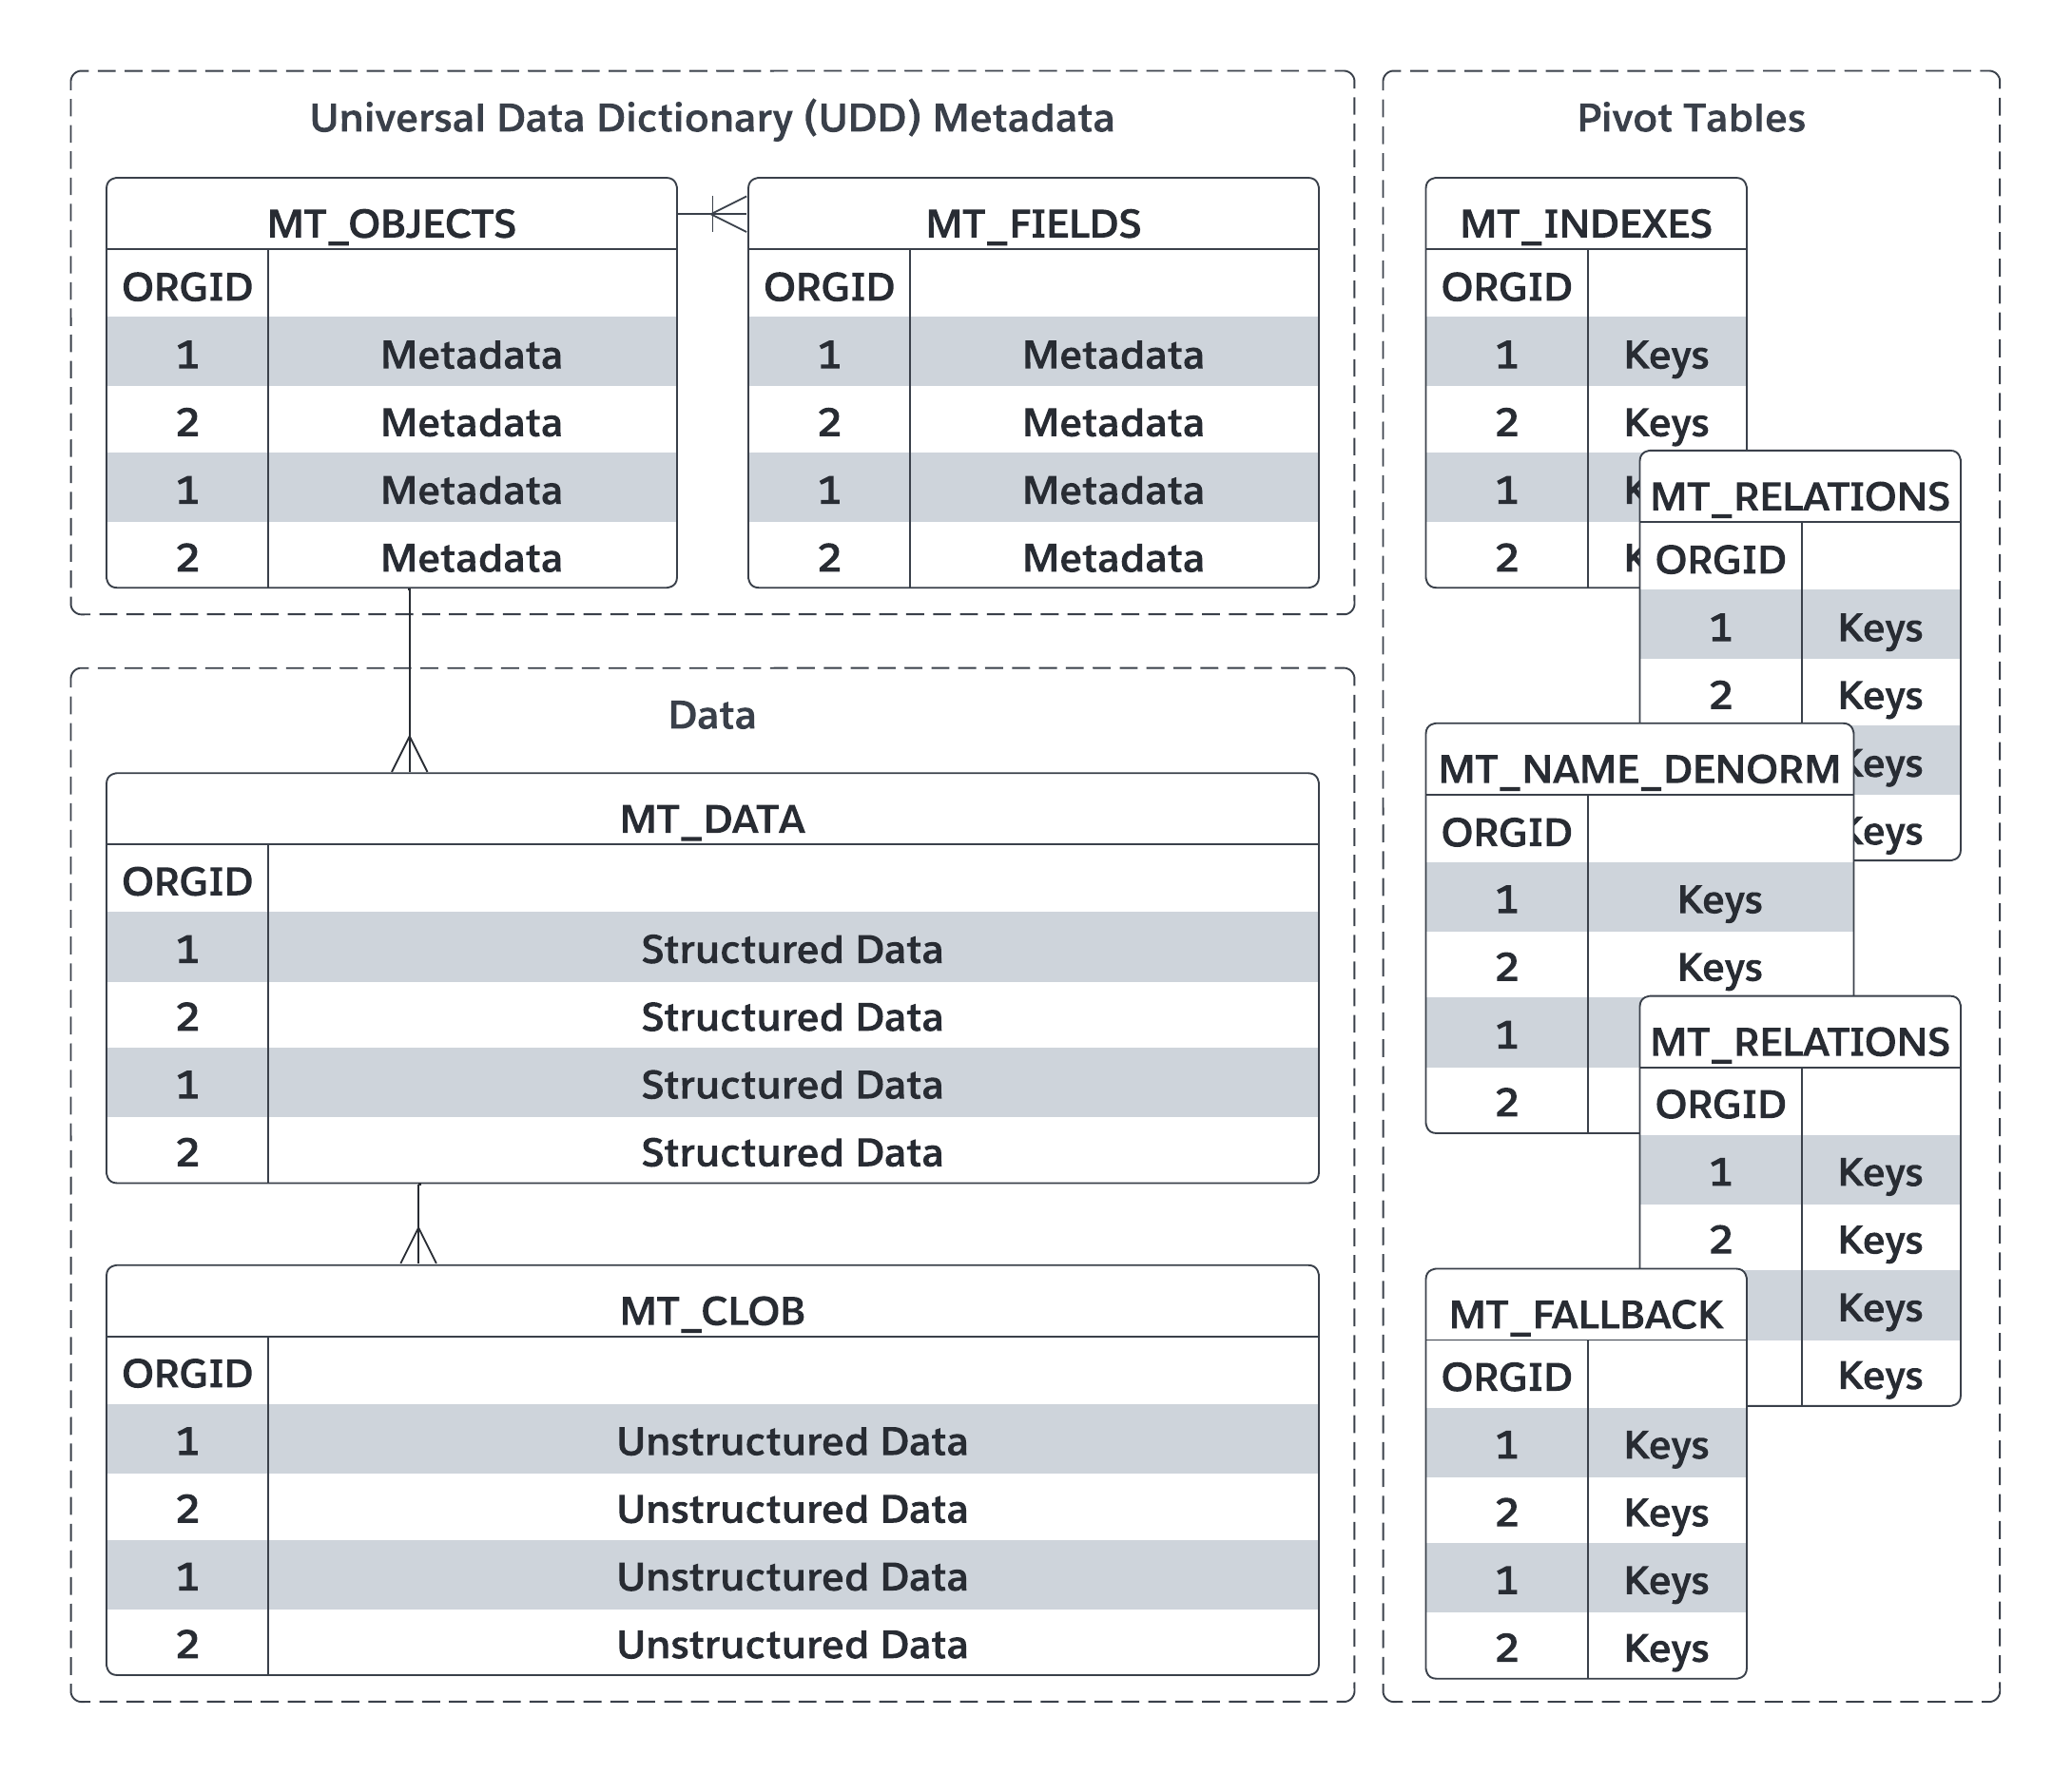 Universal Data Dictionary (UDD) Metadata
MT_OBJECTS
ORGID
1 Metadata
2 Metadata
1 Metadata
2 Metadata
MT_FIELDS
ORGID
1 Metadata
2 Metadata
1 Metadata
2 Metadata
Data
MT_DATA
ORGID
1 Structured Data
2 Structured Data
1 Structured Data
2 Structured Data
MT_CLOB
ORGID
1 Unstructured Data
2 Unstructured Data
1 Unstructured Data
2 Unstructured Data
Pivot Tables
MT_INDEXES
ORGID
1 Keys
2 Keys
1
2
MT_RELATIONS
ORGID
1 Keys
2 Keys
Keys
Keys
MT_NAME_DENORM
ORGID
1 Keys
2 Keys
1
2
MT_RELATIONS
ORGID
1 Keys
2 Keys
Keys
Keys
MT_FALLBACK
ORGID
1 Keys
2 Keys
1 Keys
2 Keys